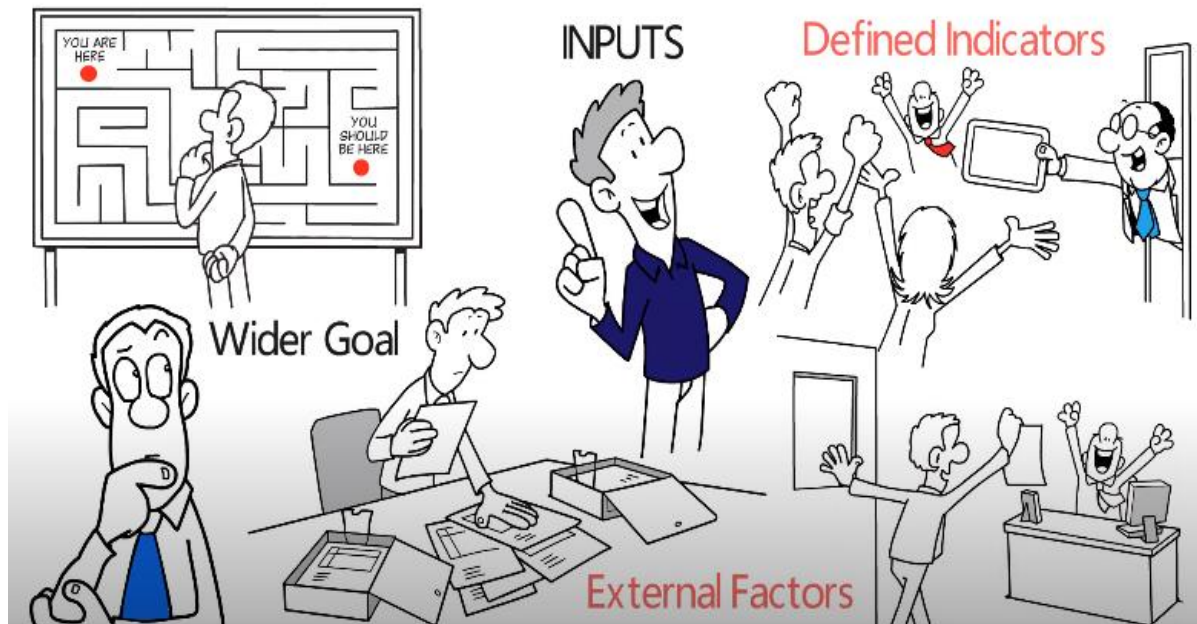 YOU ARE
HERE
YOU
SHOULD
BE HERE
INPUTS
Defined Indicators
Wider Goal
External Factors